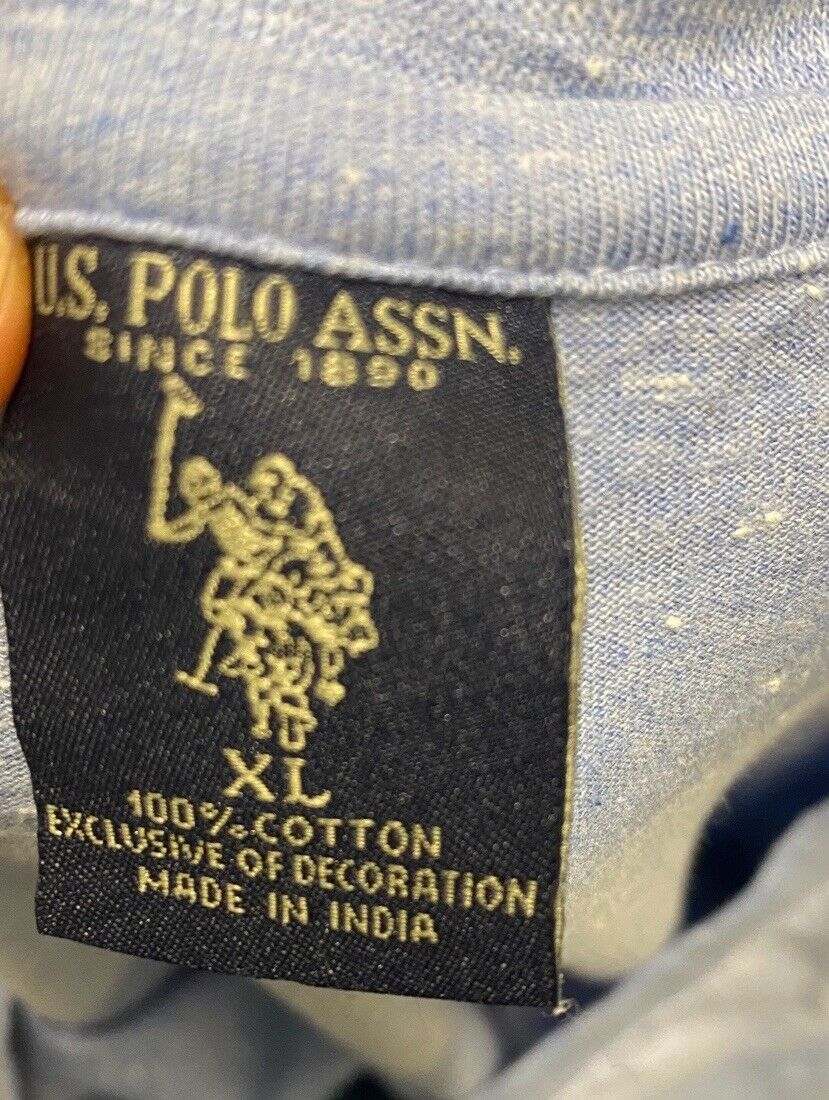 U.S. POLO ASSN.
SINCE 1890
XL
100% COTTON
EXCLUSIVE OF DECORATION
MADE IN INDIA